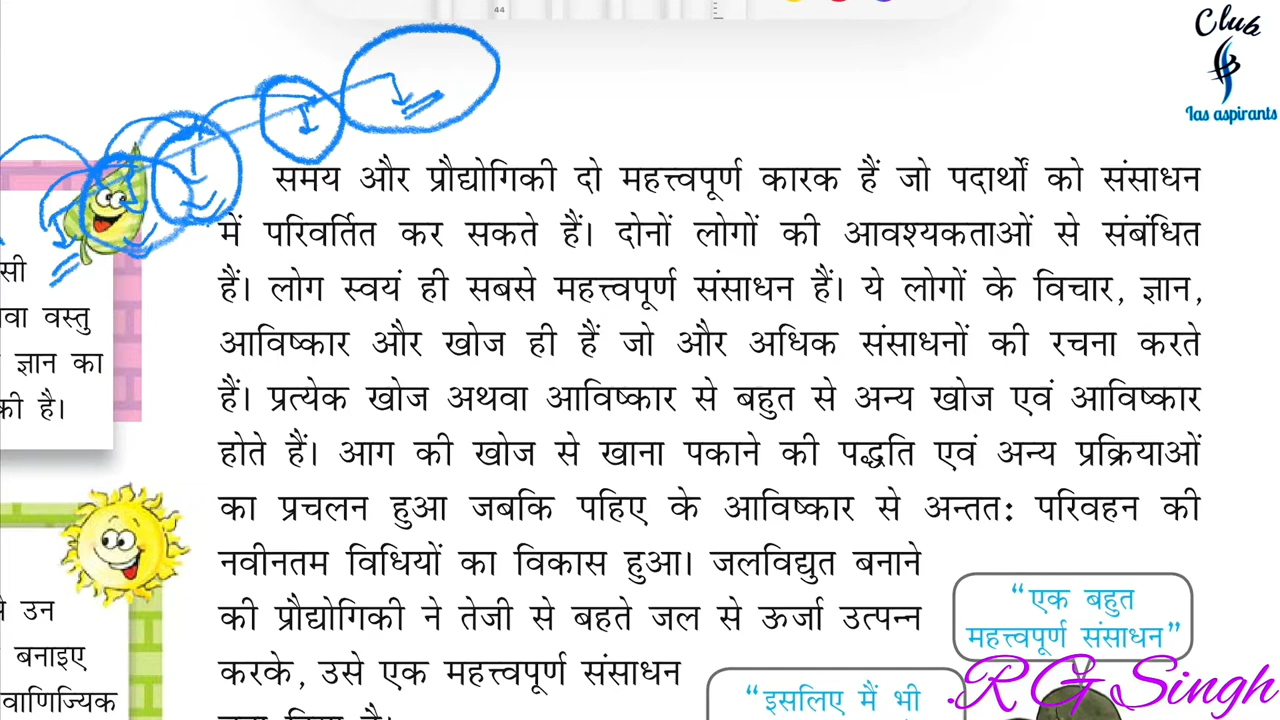 44
Club
Ias aspirants
समय और प्रौद्योगिकी दो महत्त्वपूर्ण कारक हैं जो पदार्थों को संसाधन
में परिवर्तित कर सकते हैं। दोनों लोगों की आवश्यकताओं से संबंधित
हैं। लोग स्वयं ही सबसे महत्त्वपूर्ण संसाधन हैं। ये लोगों के विचार, ज्ञान,
आविष्कार और खोज ही हैं जो और अधिक संसाधनों की रचना करते
हैं। प्रत्येक खोज अथवा आविष्कार से बहुत से अन्य खोज एवं आविष्कार
होते हैं। आग की खोज से खाना पकाने की पद्धति एवं अन्य प्रक्रियाओं
का प्रचलन हुआ जबकि पहिए के आविष्कार से अन्तत: परिवहन की
नवीनतम विधियों का विकास हुआ। जलविद्युत बनाने
की प्रौद्योगिकी ने तेजी से बहते जल से ऊर्जा उत्पन्न
करके, उसे एक महत्त्वपूर्ण संसाधन
सी
वस्तु
ज्ञान का
की है।
से उन
बनाइए
वाणिज्यिक
“एक बहुत
महत्त्वपूर्ण संसाधन”
“इसलिए मैं भी
.RG Singh